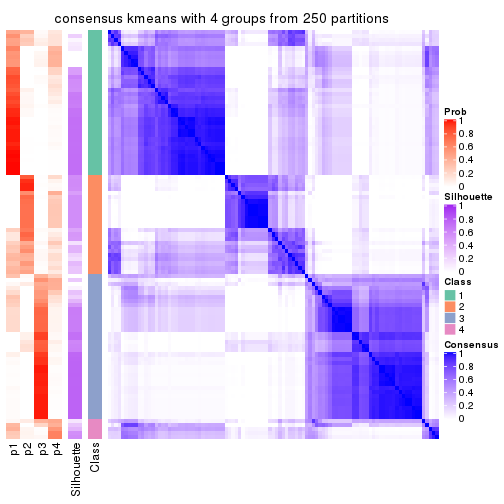 consensus kmeans with 4 groups from 250 partitions
Prob
1
0.8
0.6
0.4
0.2
0
Silhouette
1
0.8
0.6
0.4
0.2
0
Class
1
2
3
4
Consensus
1
0.8
0.6
0.4
0.2
0
p1
p2
p3
p4
Silhouette
Class